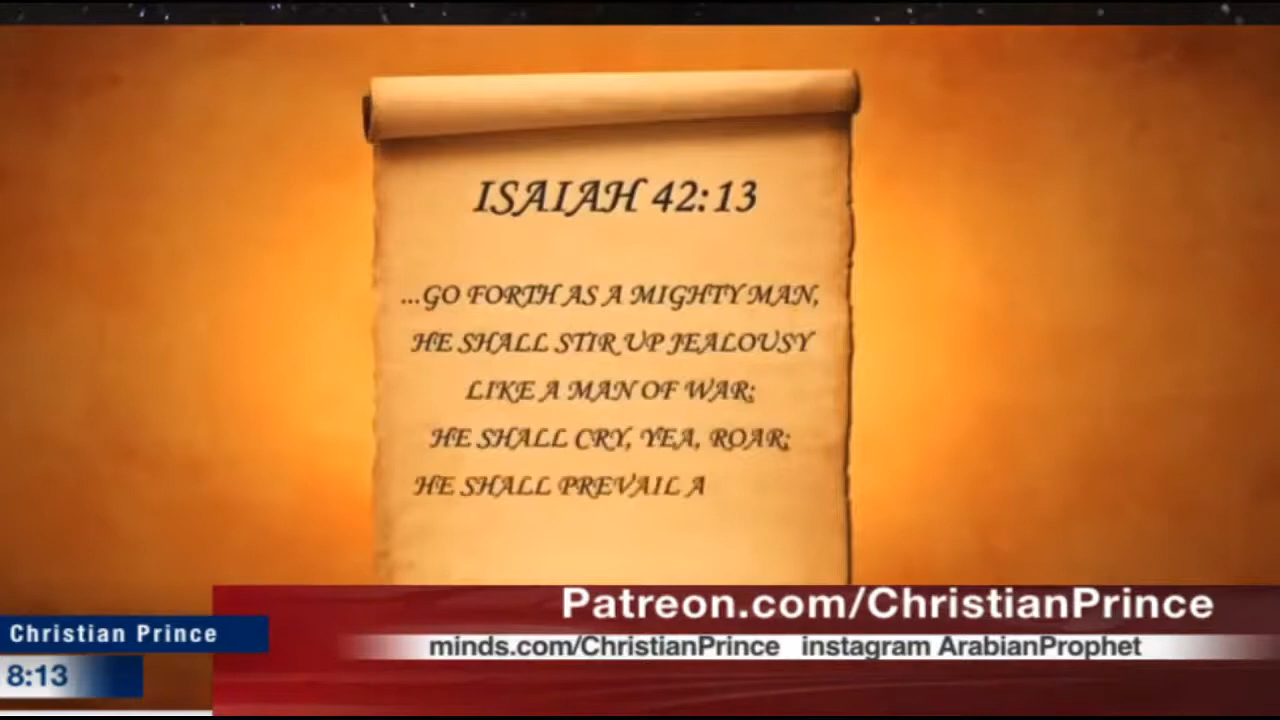 ISAIAH 42:13
...GO FORTH AS A MIGHTY MAN,
HE SHALL STIR UP JEALOUSY
LIKE A MAN OF WAR;
HE SHALL CRY, YEA, ROAR;
HE SHALL PREVAIL A
Patreon.com/ChristianPrince
Christian Prince
minds.com/ChristianPrince instagram ArabianProphet
8:13